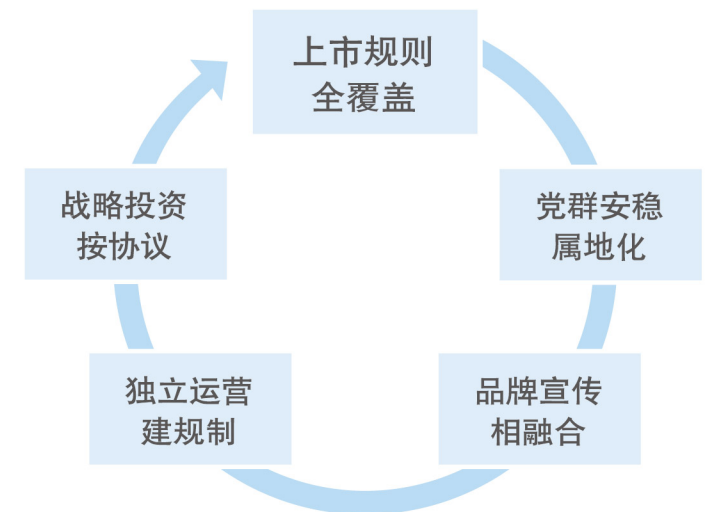 上市规则
全覆盖
党群安稳
属地化
品牌宣传
相融合
独立运营
建规制
战略投资
按协议